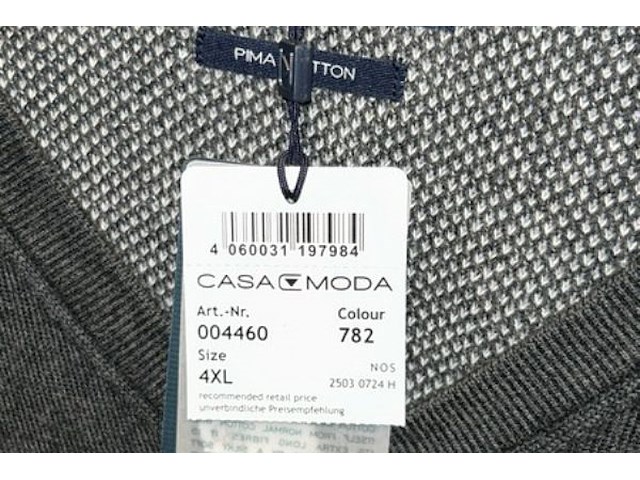 PIMA COTTON
4 060031 197984
CASA MODA
Art.-Nr. Colour
004460 782
Size
4XL
NOS
2503 0724 H
recommended retail price
unverbindliche Preisempfehlung